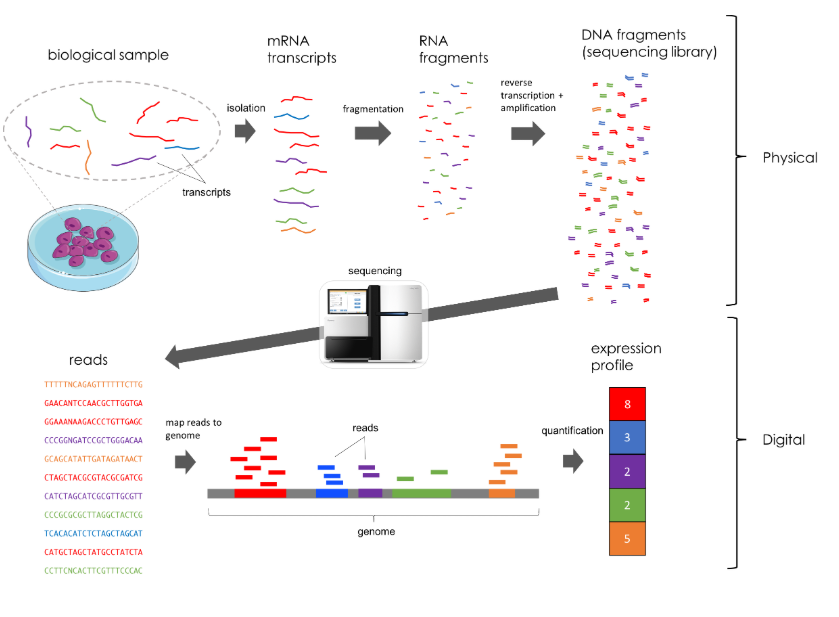 biological sample
mRNA
transcripts
RNA
fragments
DNA fragments
(sequencing library)
isolation
fragmentation
reverse
transcription +
amplification
transcripts
Physical
sequencing
reads
TTTTTNCAGAGTTTTTTCTTG
GAACANTCCAACGCTTGGTGA
GGAAANAAGACCCTGTTGAGC
CCCGGNGATCCGCTGGGACAA
GCAGCATATTGATAGATAACT
CTAGCTACGCGTACGCGATCG
CATCTAGCATCGCGTTGCGTT
CCCGCGCGCTTAGGCTACTCG
TCACACATCTCTAGCTAGCAT
CATGCTAGCTATGCCTATCTA
CCTTCNCACTTCGTTTCCCAC
map reads to
genome
reads
genome
quantification
expression
profile
8
3
2
2
5
Digital